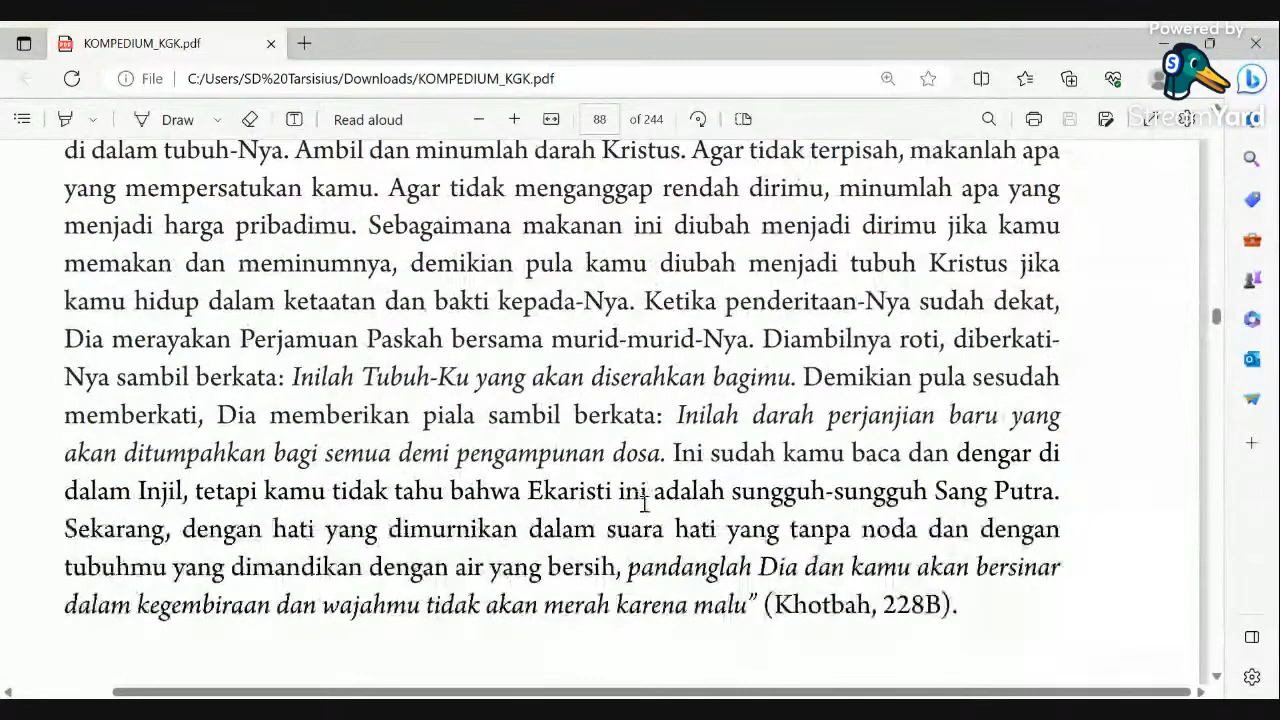 Powered by
KOMPEDIUM_KGK.pdf
File C:/Users/SD%20Tarsisius/Downloads/KOMPEDIUM_KGK.pdf
StreamYard
Draw Read aloud 88 of 244
di dalam tubuh-Nya. Ambil dan minumlah darah Kristus. Agar tidak terpisah, makanlah apa
yang mempersatukan kamu. Agar tidak menganggap rendah dirimu, minumlah apa yang
menjadi harga pribadimu. Sebagaimana makanan ini diubah menjadi dirimu jika kamu
memakan dan meminumnya, demikian pula kamu diubah menjadi tubuh Kristus jika
kamu hidup dalam ketaatan dan bakti kepada-Nya. Ketika penderitaan-Nya sudah dekat,
Dia merayakan Perjamuan Paskah bersama murid-murid-Nya. Diambilnya roti, diberkati-
Nya sambil berkata: Inilah Tubuh-Ku yang akan diserahkan bagimu. Demikian pula sesudah
memberkati, Dia memberikan piala sambil berkata: Inilah darah perjanjian baru yang
akan ditumpahkan bagi semua demi pengampunan dosa. Ini sudah kamu baca dan dengar di
dalam Injil, tetapi kamu tidak tahu bahwa Ekaristi ini adalah sungguh-sungguh Sang Putra.
Sekarang, dengan hati yang dimurnikan dalam suara hati yang tanpa noda dan dengan
tubuhmu yang dimandikan dengan air yang bersih, pandanglah Dia dan kamu akan bersinar
dalam kegembiraan dan wajahmu tidak akan merah karena malu” (Khotbah, 228B).